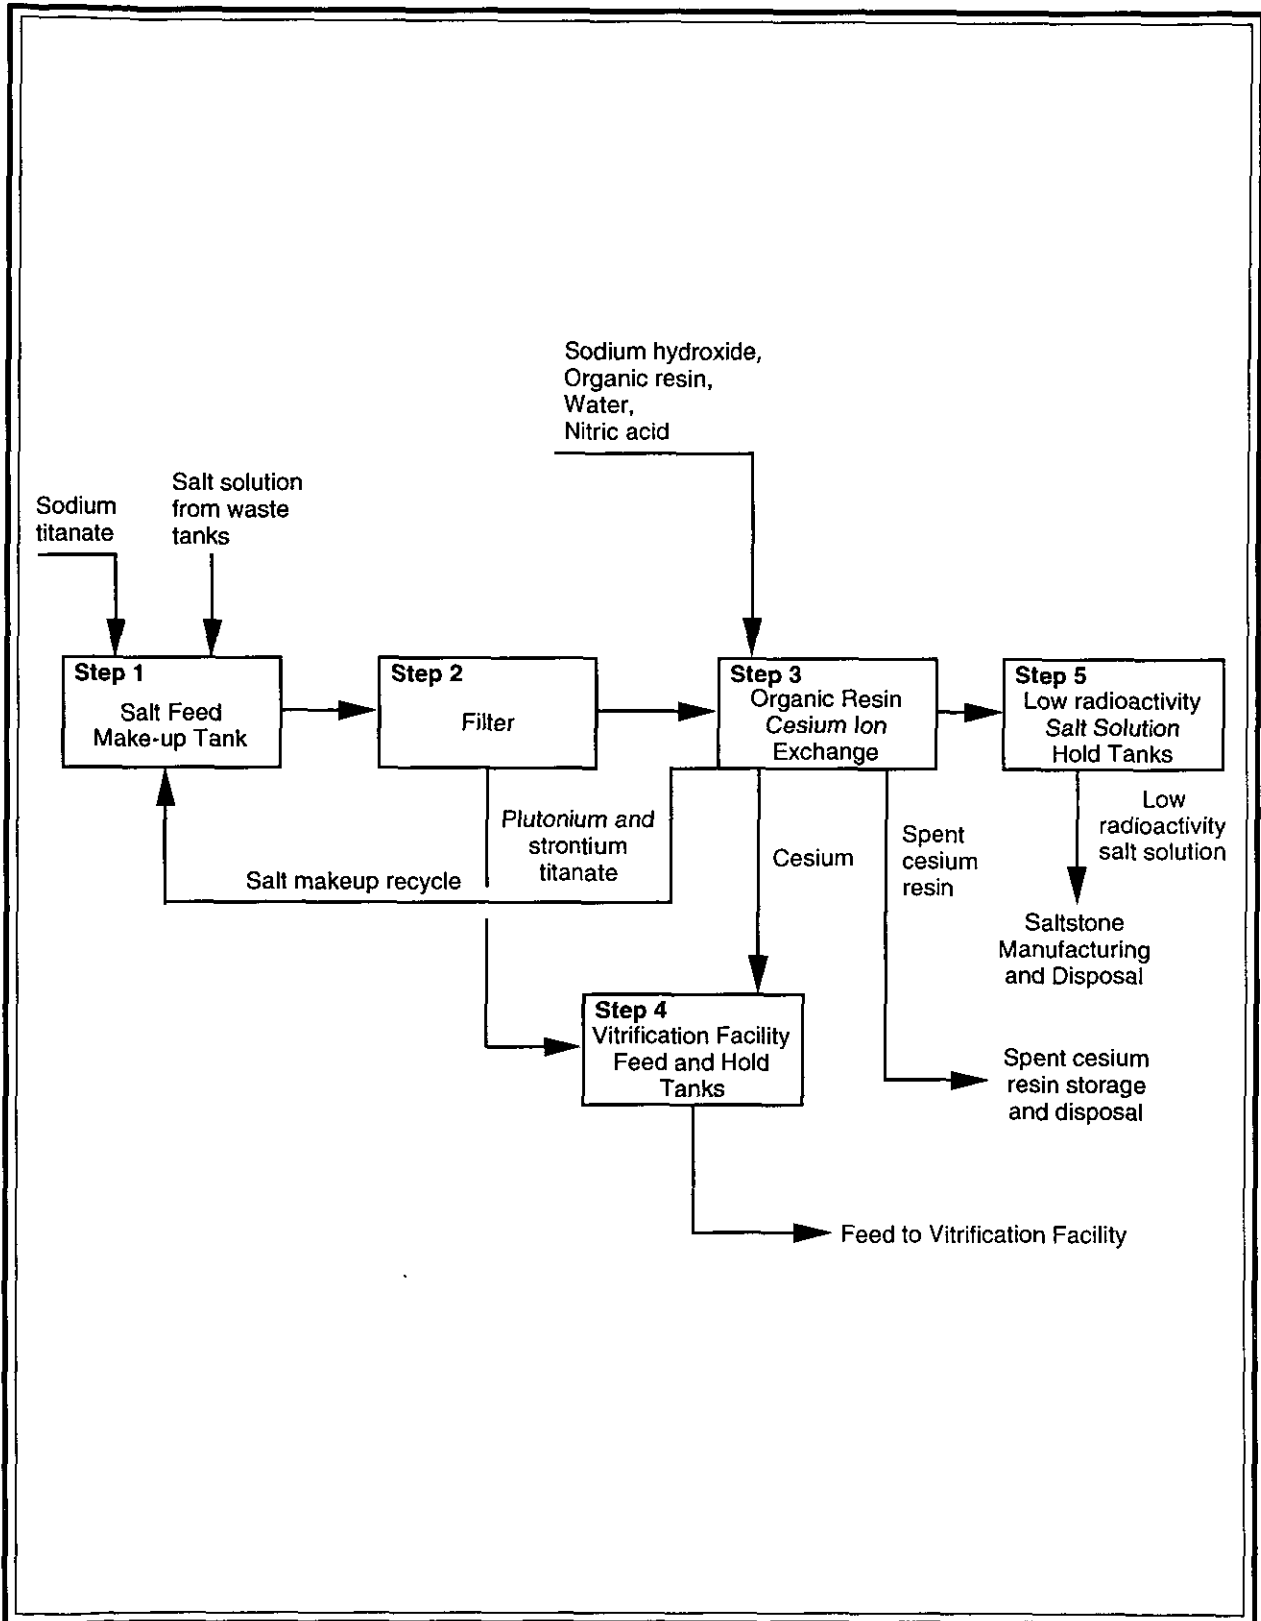 Sodium hydroxide,
Organic resin,
Water,
Nitric acid
Sodium
titanate
Salt solution
from waste
tanks
Step 1
Salt Feed
Make-up Tank
Step 2
Filter
Step 3
Organic Resin
Cesium Ion
Exchange
Step 5
Low radioactivity
Salt Solution
Hold Tanks
Plutonium and
strontium
titanate
Salt makeup recycle
Cesium
Spent
cesium
resin
Low
radioactivity
salt solution
Saltstone
Manufacturing
and Disposal
Step 4
Vitrification Facility
Feed and Hold
Tanks
Spent cesium
resin storage
and disposal
Feed to Vitrification Facility